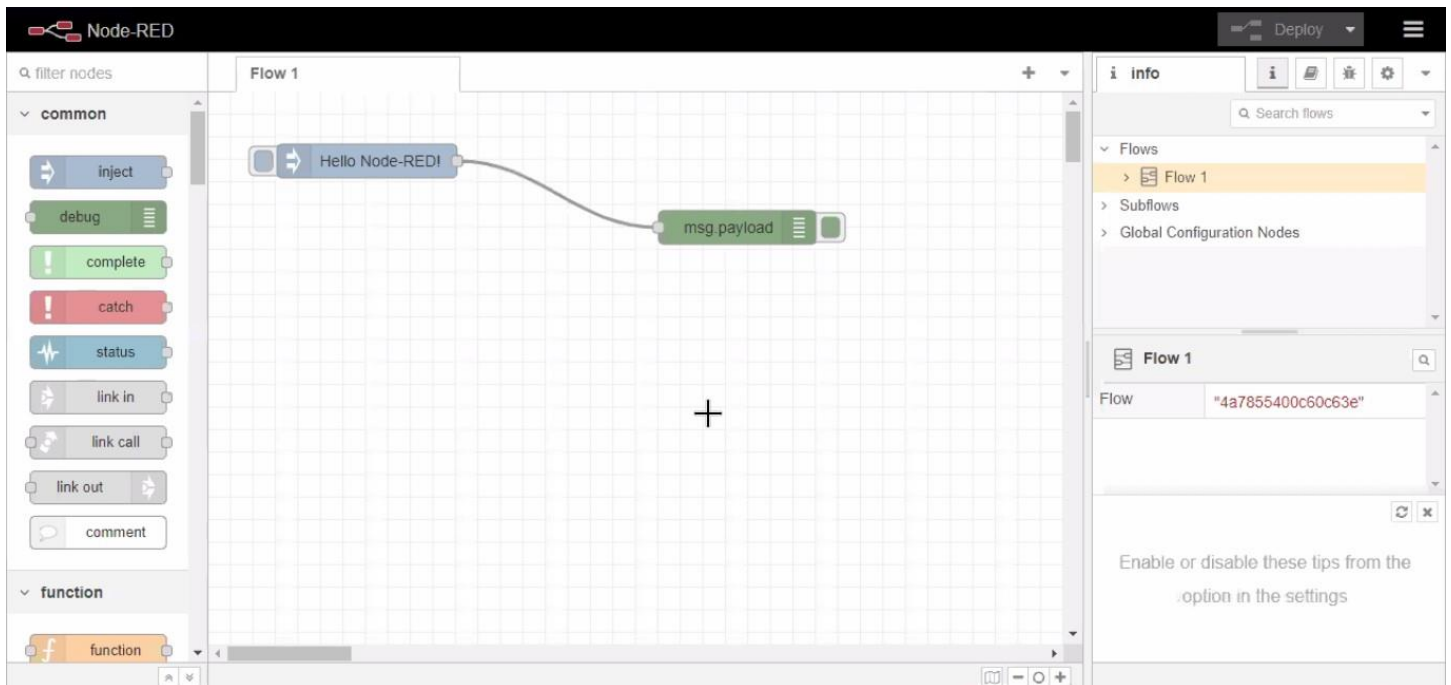 Node-RED
Deploy
filter nodes
Flow 1
i info
i
Search flows
common
inject
debug
complete
catch
status
link in
link call
link out
comment
function
f function
Hello Node-RED!
msg.payload
Flows
Flow 1
Subflows
Global Configuration Nodes
Flow 1
Flow "4a7855400c60c63e"
Enable or disable these tips from the
.option in the settings